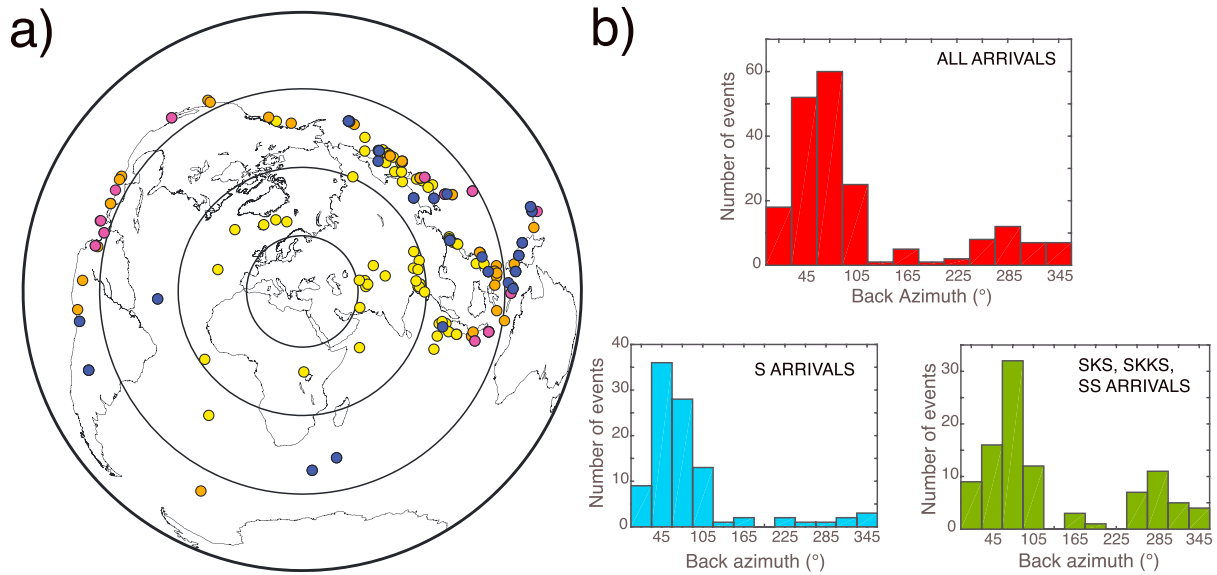 a)
b)
ALL ARRIVALS
Number of events
0
20
40
60
45
105
165
225
285
345
Back Azimuth (°)
S ARRIVALS
Number of events
0
10
20
30
40
45
105
165
225
285
345
Back azimuth (°)
SKS, SKKS,
SS ARRIVALS
Number of events
0
10
20
30
45
105
165
225
285
345
Back azimuth (°)